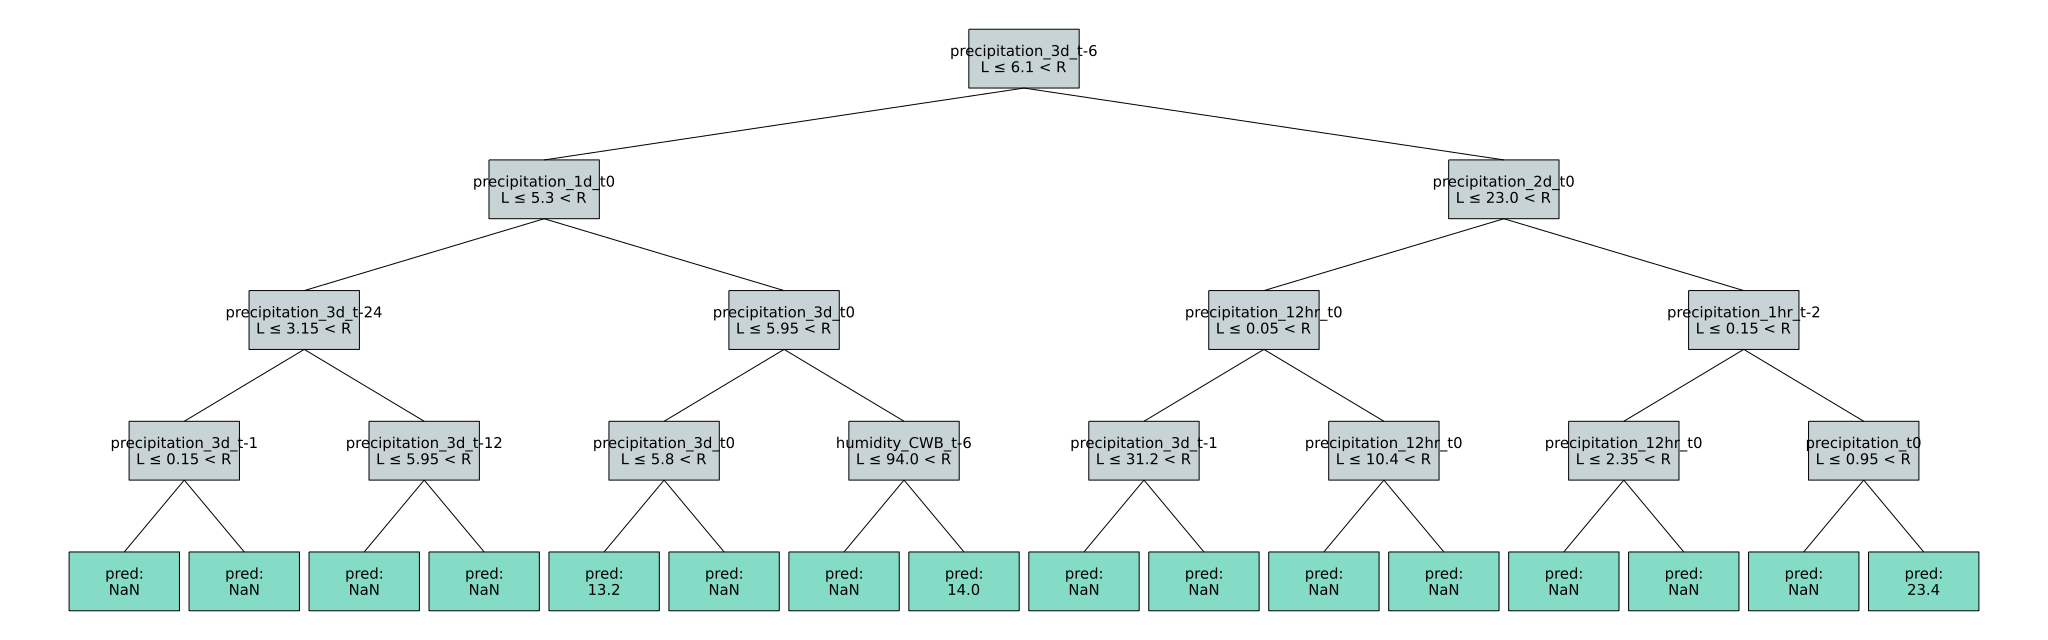 precipitation_3d_t-6
L ≤ 6.1 < R
precipitation_1d_t0
L ≤ 5.3 < R
precipitation_2d_t0
L ≤ 23.0 < R
precipitation_3d_t-24
L ≤ 3.15 < R
precipitation_3d_t0
L ≤ 5.95 < R
precipitation_12hr_t0
L ≤ 0.05 < R
precipitation_1hr_t-2
L ≤ 0.15 < R
precipitation_3d_t-1
L ≤ 0.15 < R
precipitation_3d_t-12
L ≤ 5.95 < R
precipitation_3d_t0
L ≤ 5.8 < R
humidity_CWB_t-6
L ≤ 94.0 < R
precipitation_3d_t-1
L ≤ 31.2 < R
precipitation_12hr_t0
L ≤ 10.4 < R
precipitation_12hr_t0
L ≤ 2.35 < R
precipitation_t0
L ≤ 0.95 < R
pred:
NaN
pred:
NaN
pred:
NaN
pred:
NaN
pred:
13.2
pred:
NaN
pred:
NaN
pred:
14.0
pred:
NaN
pred:
NaN
pred:
NaN
pred:
NaN
pred:
NaN
pred:
NaN
pred:
NaN
pred:
23.4